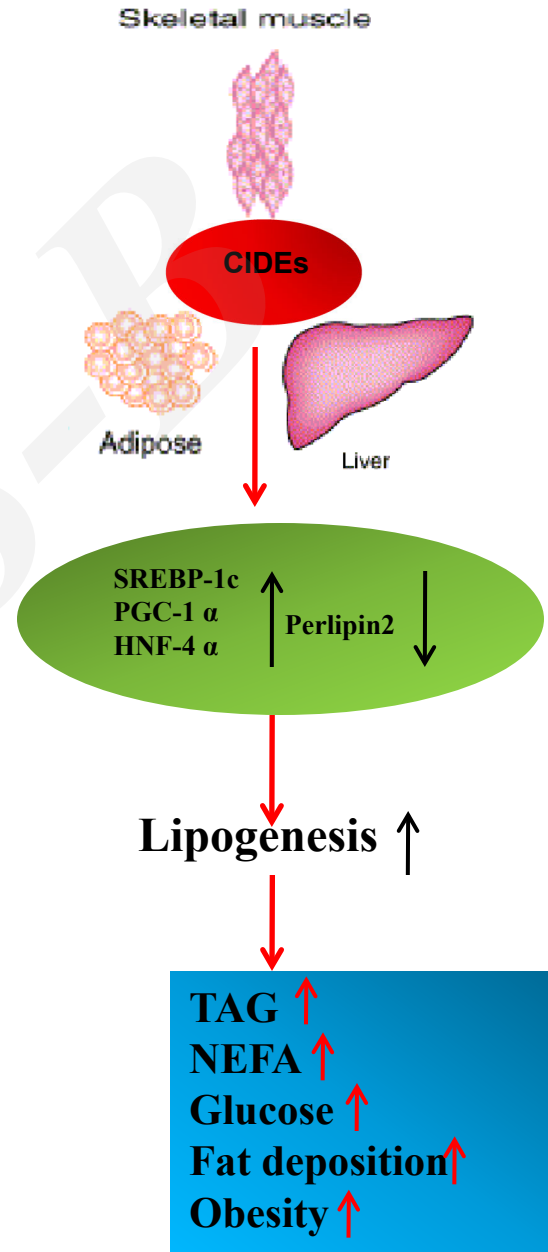 Skeletal muscle
CIDEs
Adipose
Liver
SREBP-1c
PGC-1 α
HNF-4 α
Perlipin2
Lipogenesis
TAG
NEFA
Glucose
Fat deposition
Obesity